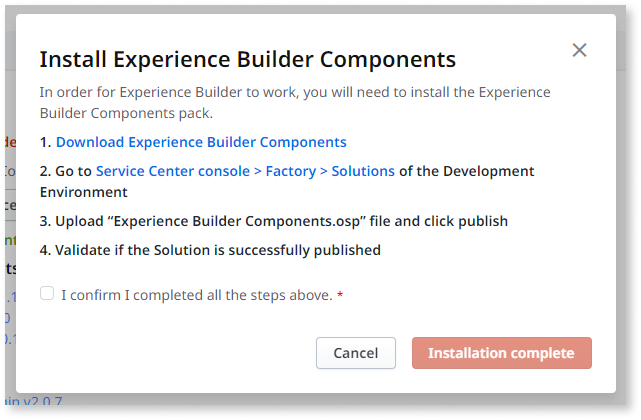 Install Experience Builder Components
In order for Experience Builder to work, you will need to install the Experience
Builder Components pack.
1. Download Experience Builder Components
2. Go to Service Center console > Factory > Solutions of the Development
Environment
3. Upload “Experience Builder Components.osp” file and click publish
4. Validate if the Solution is successfully published
I confirm I completed all the steps above. *
Cancel
Installation complete
v2.0.7